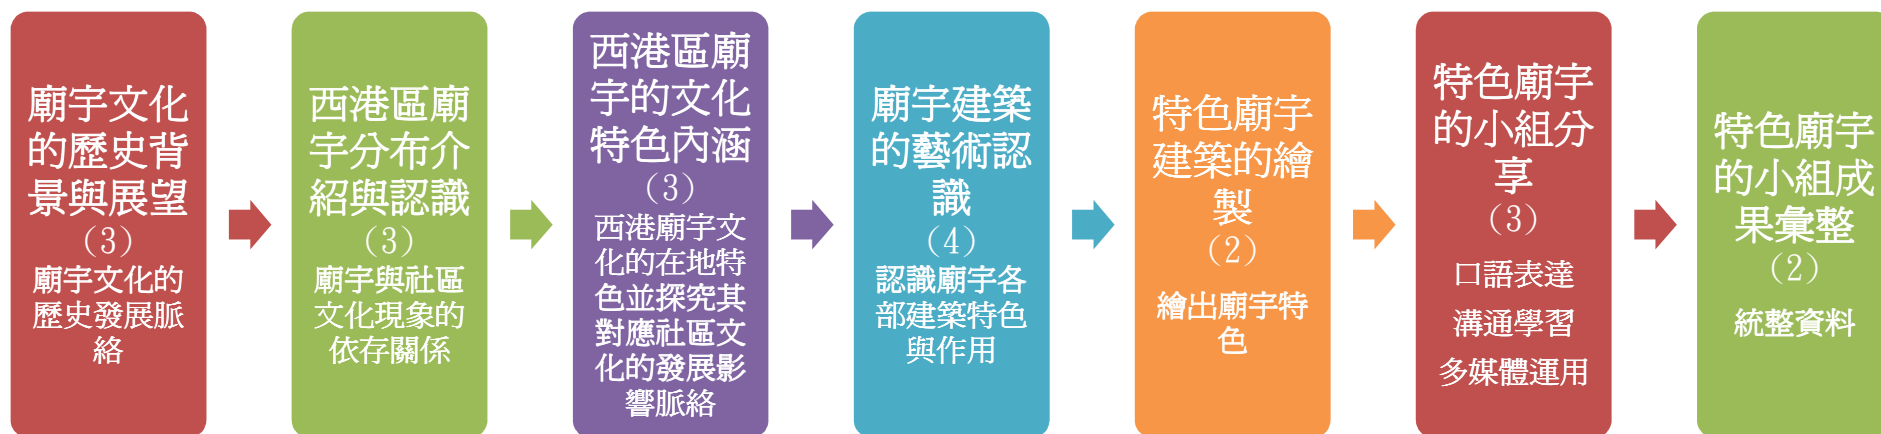 廟宇文化
的歷史背
景與展望
（3）
廟宇文化的
歷史發展脈
絡
西港區廟
宇分布介
紹與認識
（3）
廟宇與社區
文化現象的
依存關係
西港區廟
宇的文化
特色內涵
（3）
西港廟宇文
化的在地特
色並探究其
對應社區文
化的發展影
響脈絡
廟宇建築
的藝術認
識
（4）
認識廟宇各
部建築特色
與作用
特色廟宇
建築的繪
製
（2）
繪出廟宇特
色
特色廟宇
的小組分
享
（3）
口語表達
溝通學習
多媒體運用
特色廟宇
的小組成
果彙整
（2）
統整資料